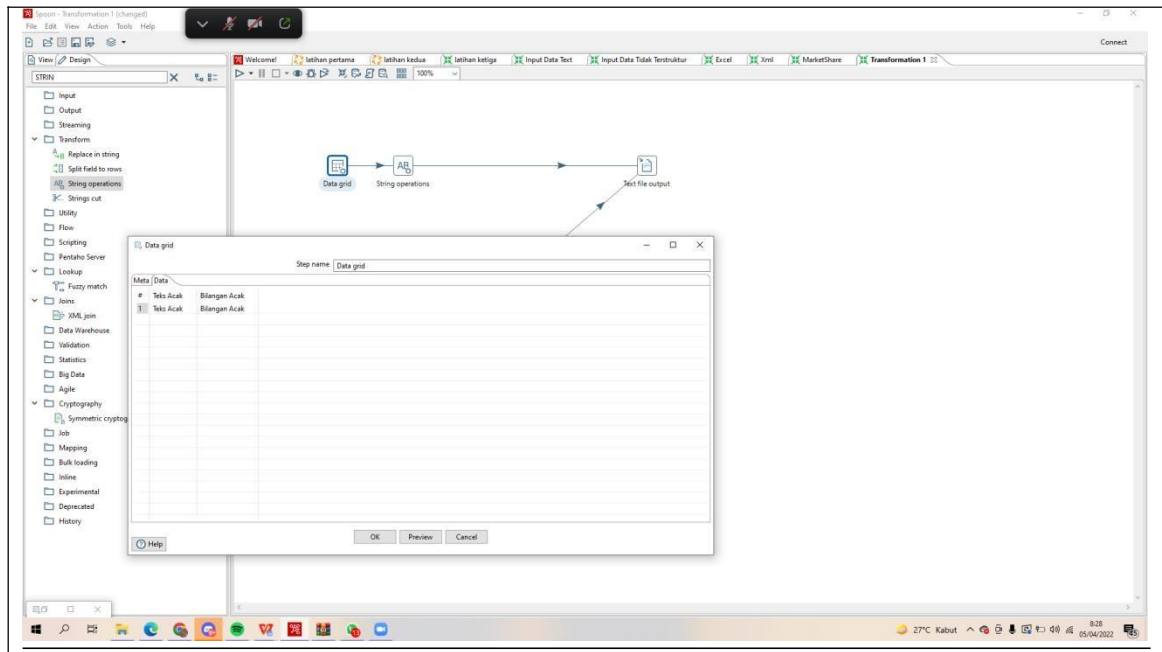 Spoon - Transformation 1 (changed)
File Edit View Action Tools Help
Connect
View Design
Welcome! latihan pertama latihan kedua latihan ketiga Input Data Text Input Data Tidak Terstruktur Excel Xml MarketShare Transformation 1
STRIN
100%
Input
Output
Streaming
Transform
Replace in string
Split field to rows
String operations
Strings cut
Utility
Flow
Scripting
Pentaho Server
Lookup
Fuzzy match
Joins
XML join
Data Warehouse
Validation
Statistics
Big Data
Agile
Cryptography
Symmetric cryptog
Job
Mapping
Bulk loading
Inline
Experimental
Deprecated
History
Data grid String operations Text file output
Data grid
Step name Data grid
Meta Data
# Teks Acak Bilangan Acak
1 Teks Acak Bilangan Acak
Help OK Preview Cancel
27°C Kabut
8:28
05/04/2022
45